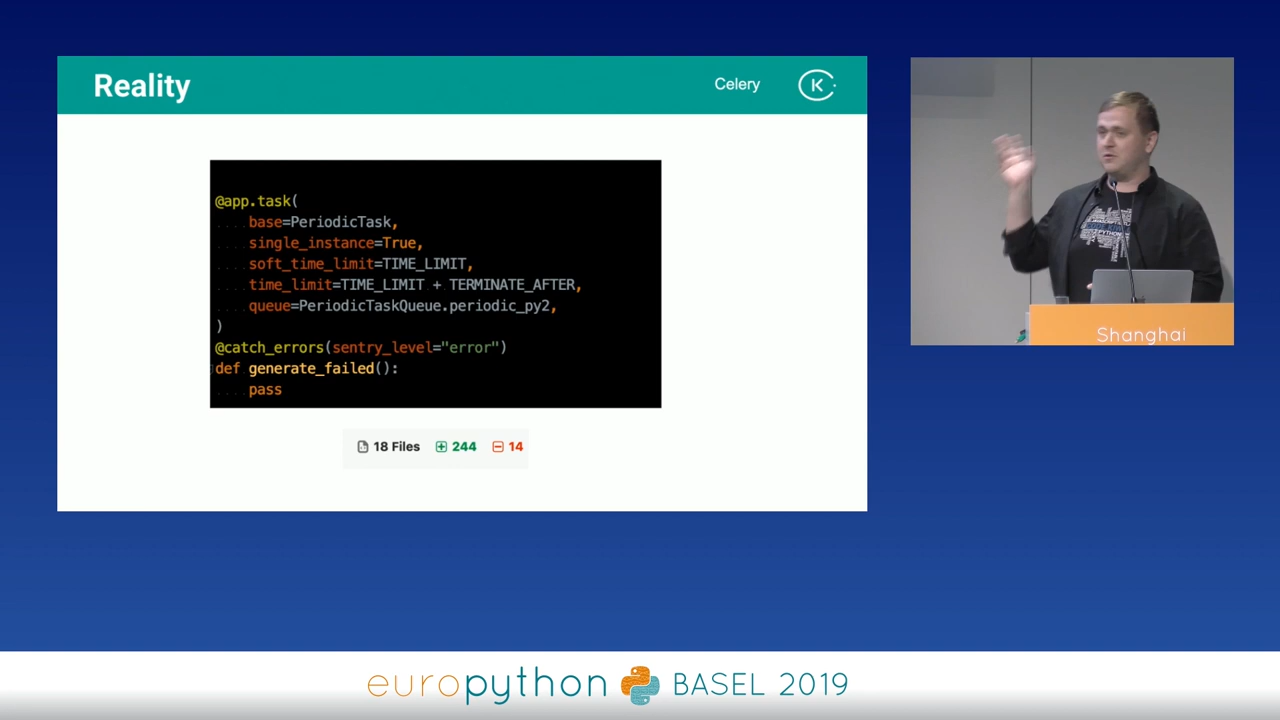 Reality
Celery
K
@app.task(
base=PeriodicTask,
single_instance=True,
soft_time_limit=TIME_LIMIT,
time_limit=TIME_LIMIT + TERMINATE_AFTER,
queue=PeriodicTaskQueue.periodic_py2,
)
@catch_errors(sentry_level="error")
def generate_failed():
pass
18 Files 244 14
Shanghai
europython BASEL 2019